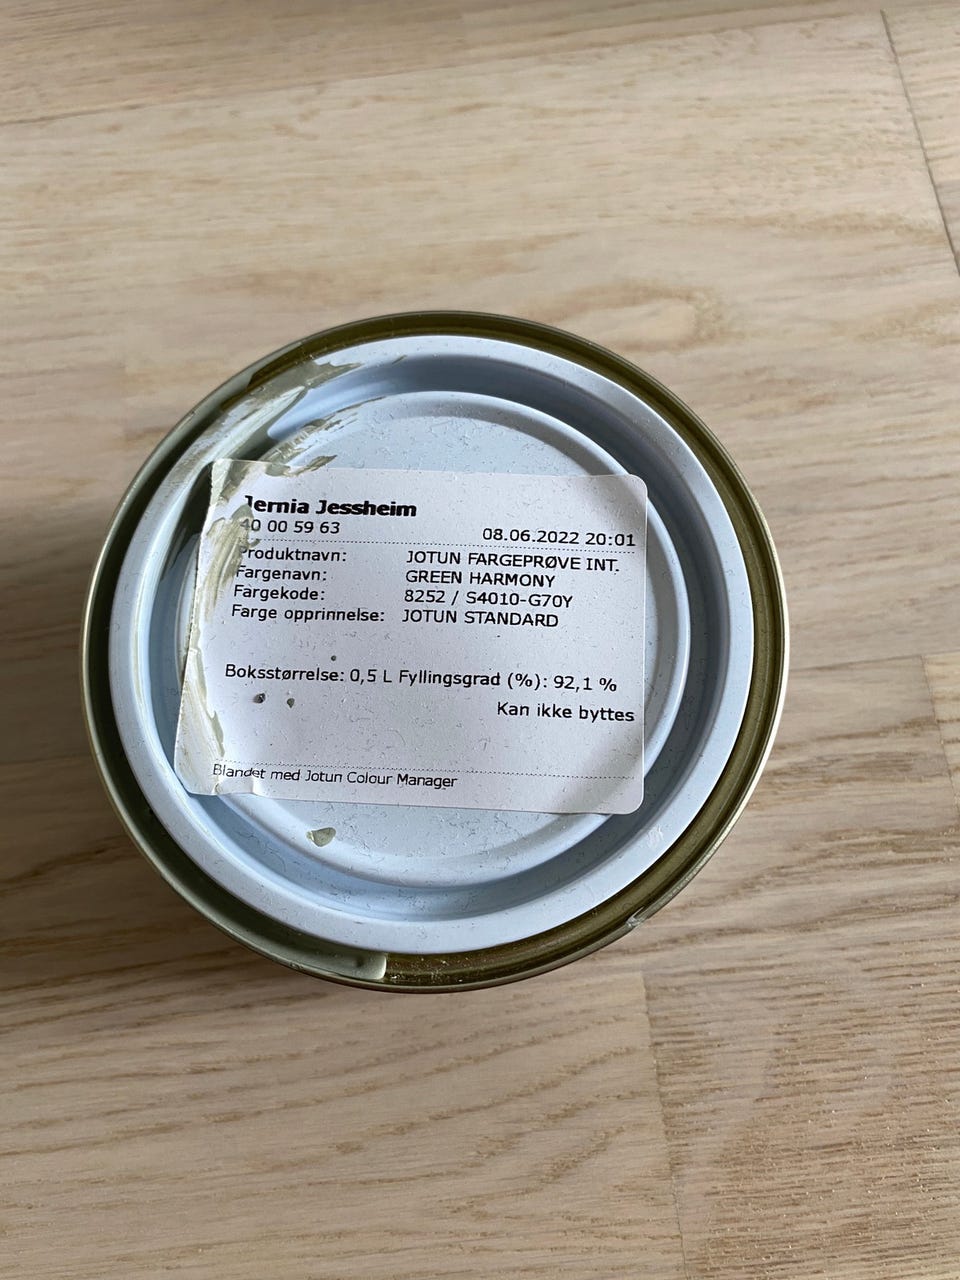 Jernia Jessheim
40 00 59 63 08.06.2022 20:01
Produktnavn: JOTUN FARGEPRØVE INT.
Fargenavn: GREEN HARMONY
Fargekode: 8252 / S4010-G70Y
Farge opprinnelse: JOTUN STANDARD
Boksstørrelse: 0,5 L Fyllingsgrad (%): 92,1 %
Kan ikke byttes
Blandet med Jotun Colour Manager